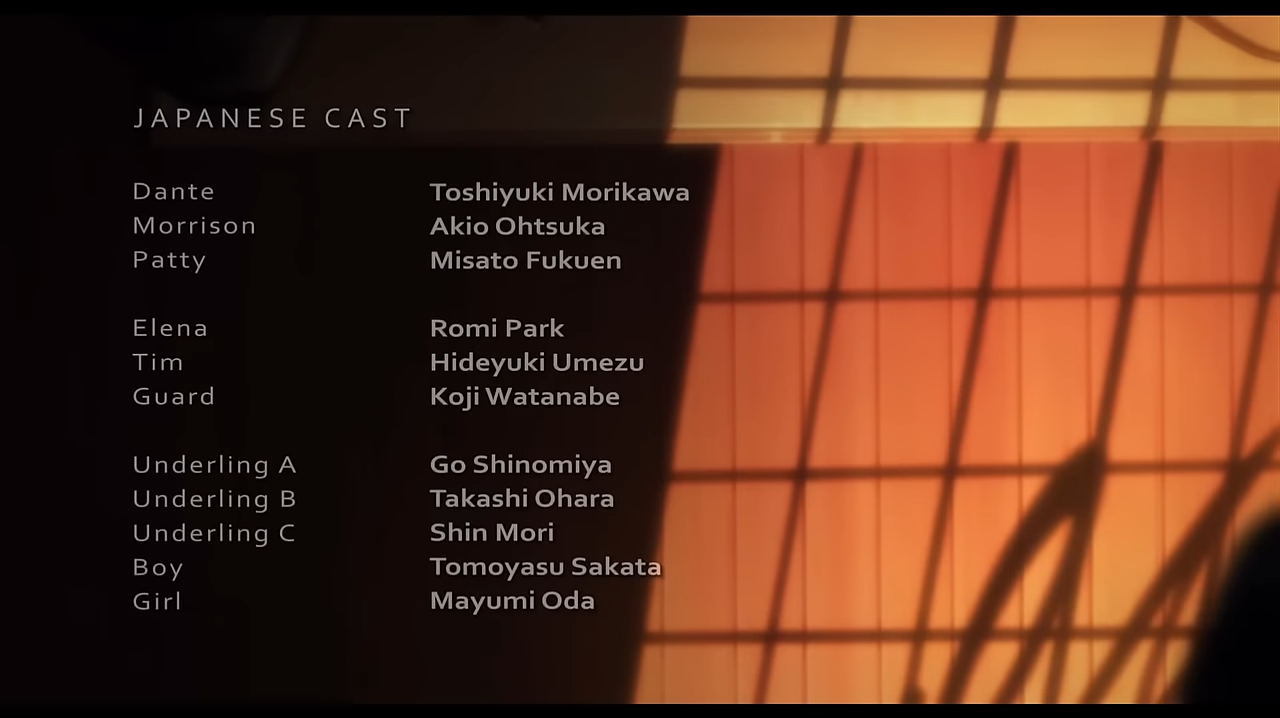 JAPANESE CAST
Dante Toshiyuki Morikawa
Morrison Akio Ohtsuka
Patty Misato Fukuen
Elena Romi Park
Tim Hideyuki Umezu
Guard Koji Watanabe
Underling A Go Shinomiya
Underling B Takashi Ohara
Underling C Shin Mori
Boy Tomoyasu Sakata
Girl Mayumi Oda